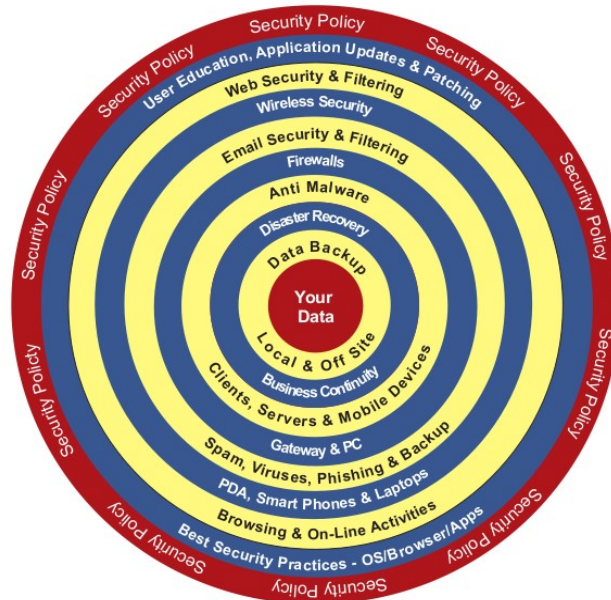 Security Policy
Security Policy
Security Policy
User Education, Application Updates & Patching
Web Security & Filtering
Wireless Security
Email Security & Filtering
Firewalls
Anti Malware
Disaster Recovery
Data Backup
Security Policy
Security Policy
Your
Data
Local & Off Site
Business Continuity
Clients, Servers & Mobile Devices
Gateway & PC
Spam, Viruses, Phishing & Backup
PDA, Smart Phones & Laptops
Browsing & On-Line Activities
Best Security Practices - OS/Browser/Apps
Security Policty
Security Policy
Security Policy
Security Policy
Security Policy